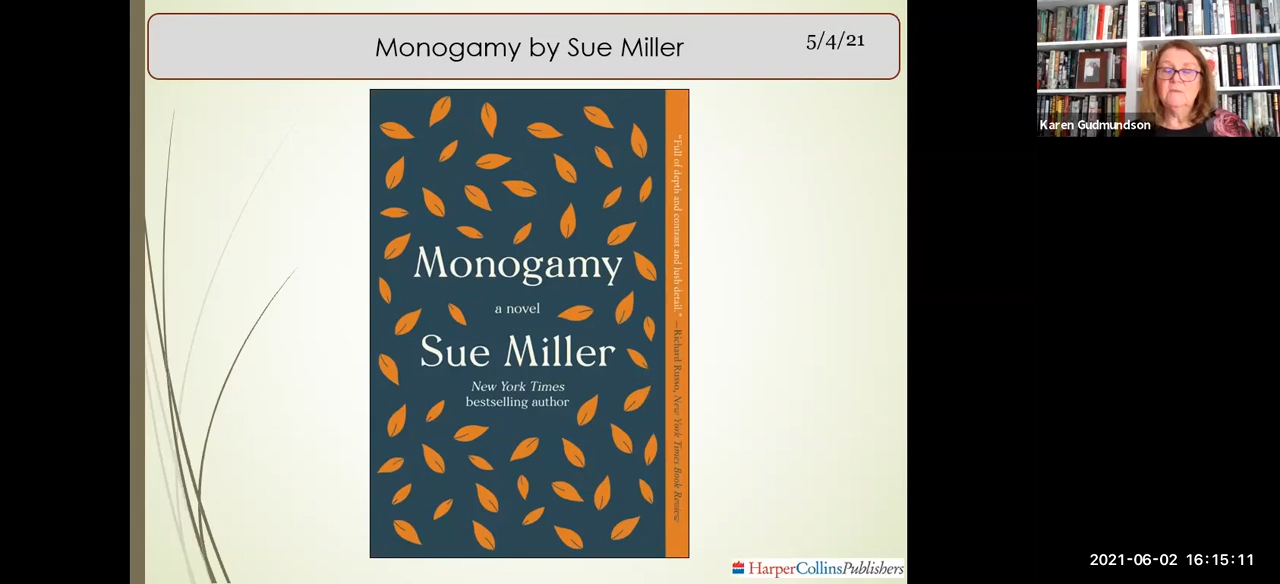 Monogamy by Sue Miller
5/4/21
Karen Gudmundson
Monogamy
a novel
Sue Miller
New York Times
bestselling author
"Full of depth and contrast and lush detail." —Richard Russo, New York Times Book Review
HarperCollinsPublishers
2021-06-02 16:15:11